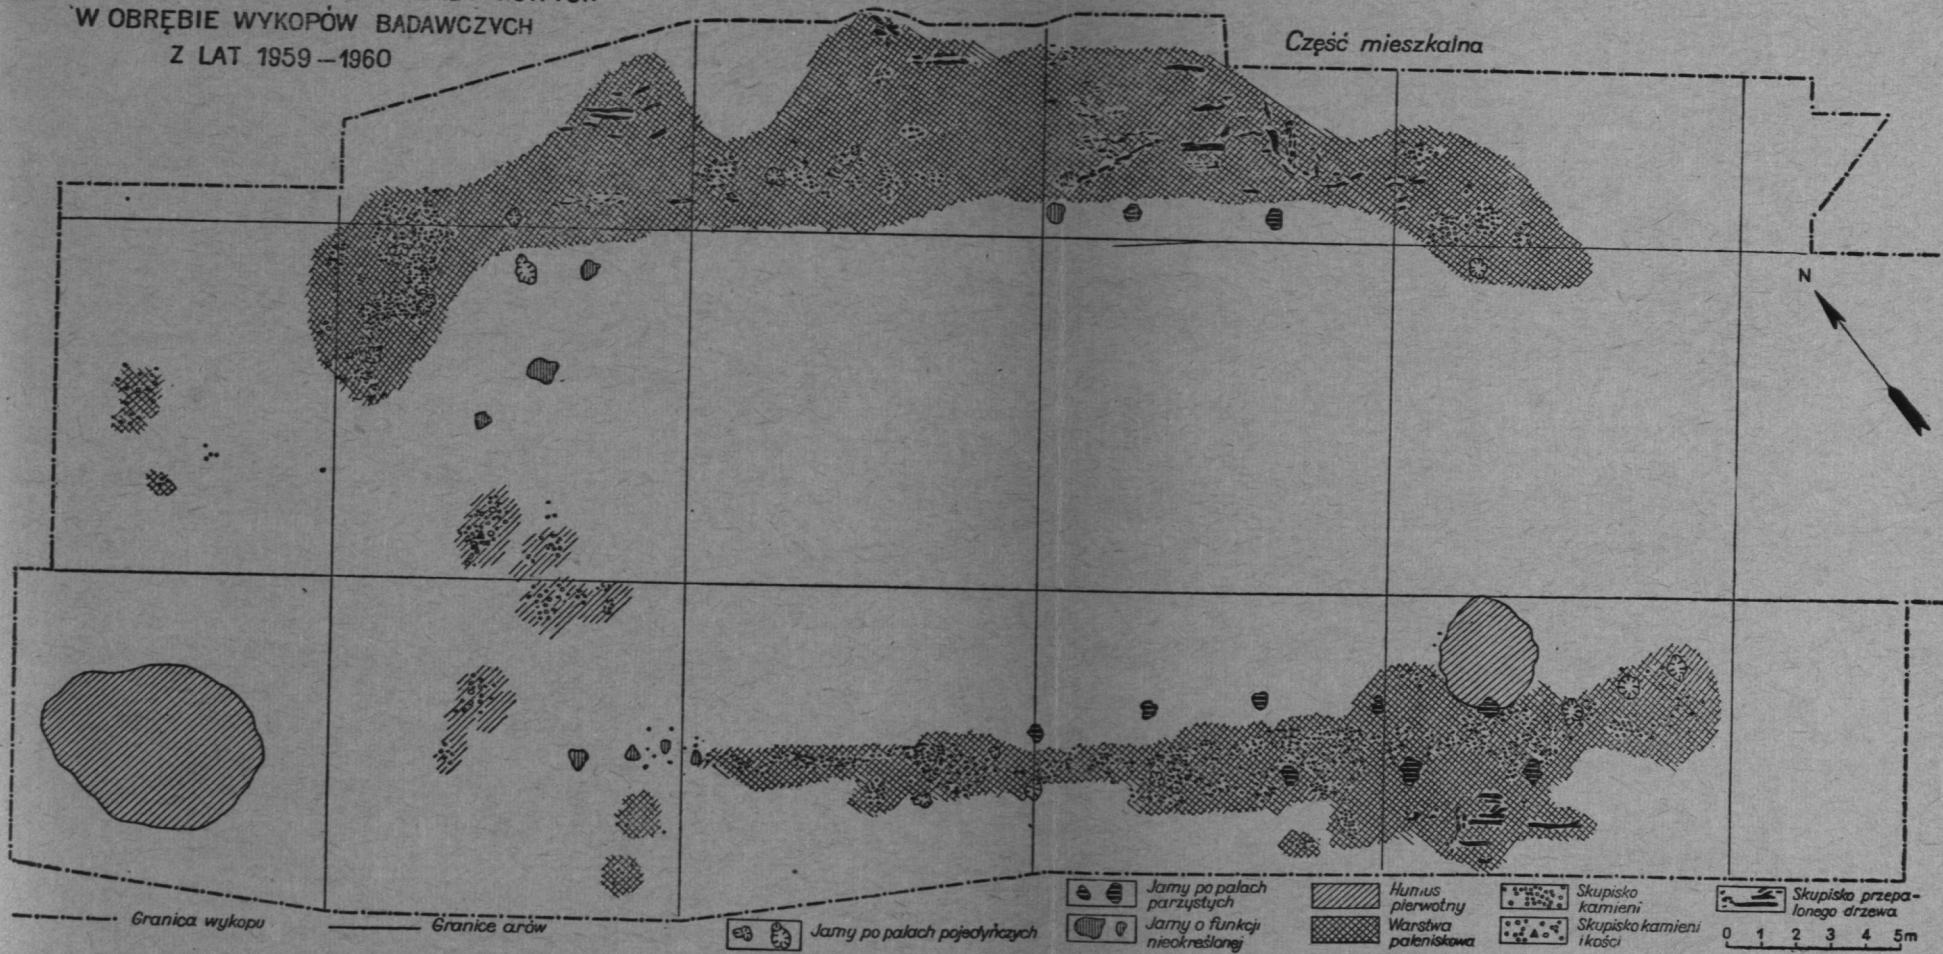 W OBRĘBIE WYKOPÓW BADAWCZYCH
Z LAT 1959–1960
Część mieszkalna
N
Granica wykopu
Granice arów
Jamy po palach pojedyńczych
Jamy po palach
parzystych
Jamy o funkcji
nieokreślonej
Humus
pierwotny
Warstwa
paleniskowa
Skupisko
kamieni
Skupisko kamieni
i kości
Skupisko przepa-
lonego drzewa
0 1 2 3 4 5m